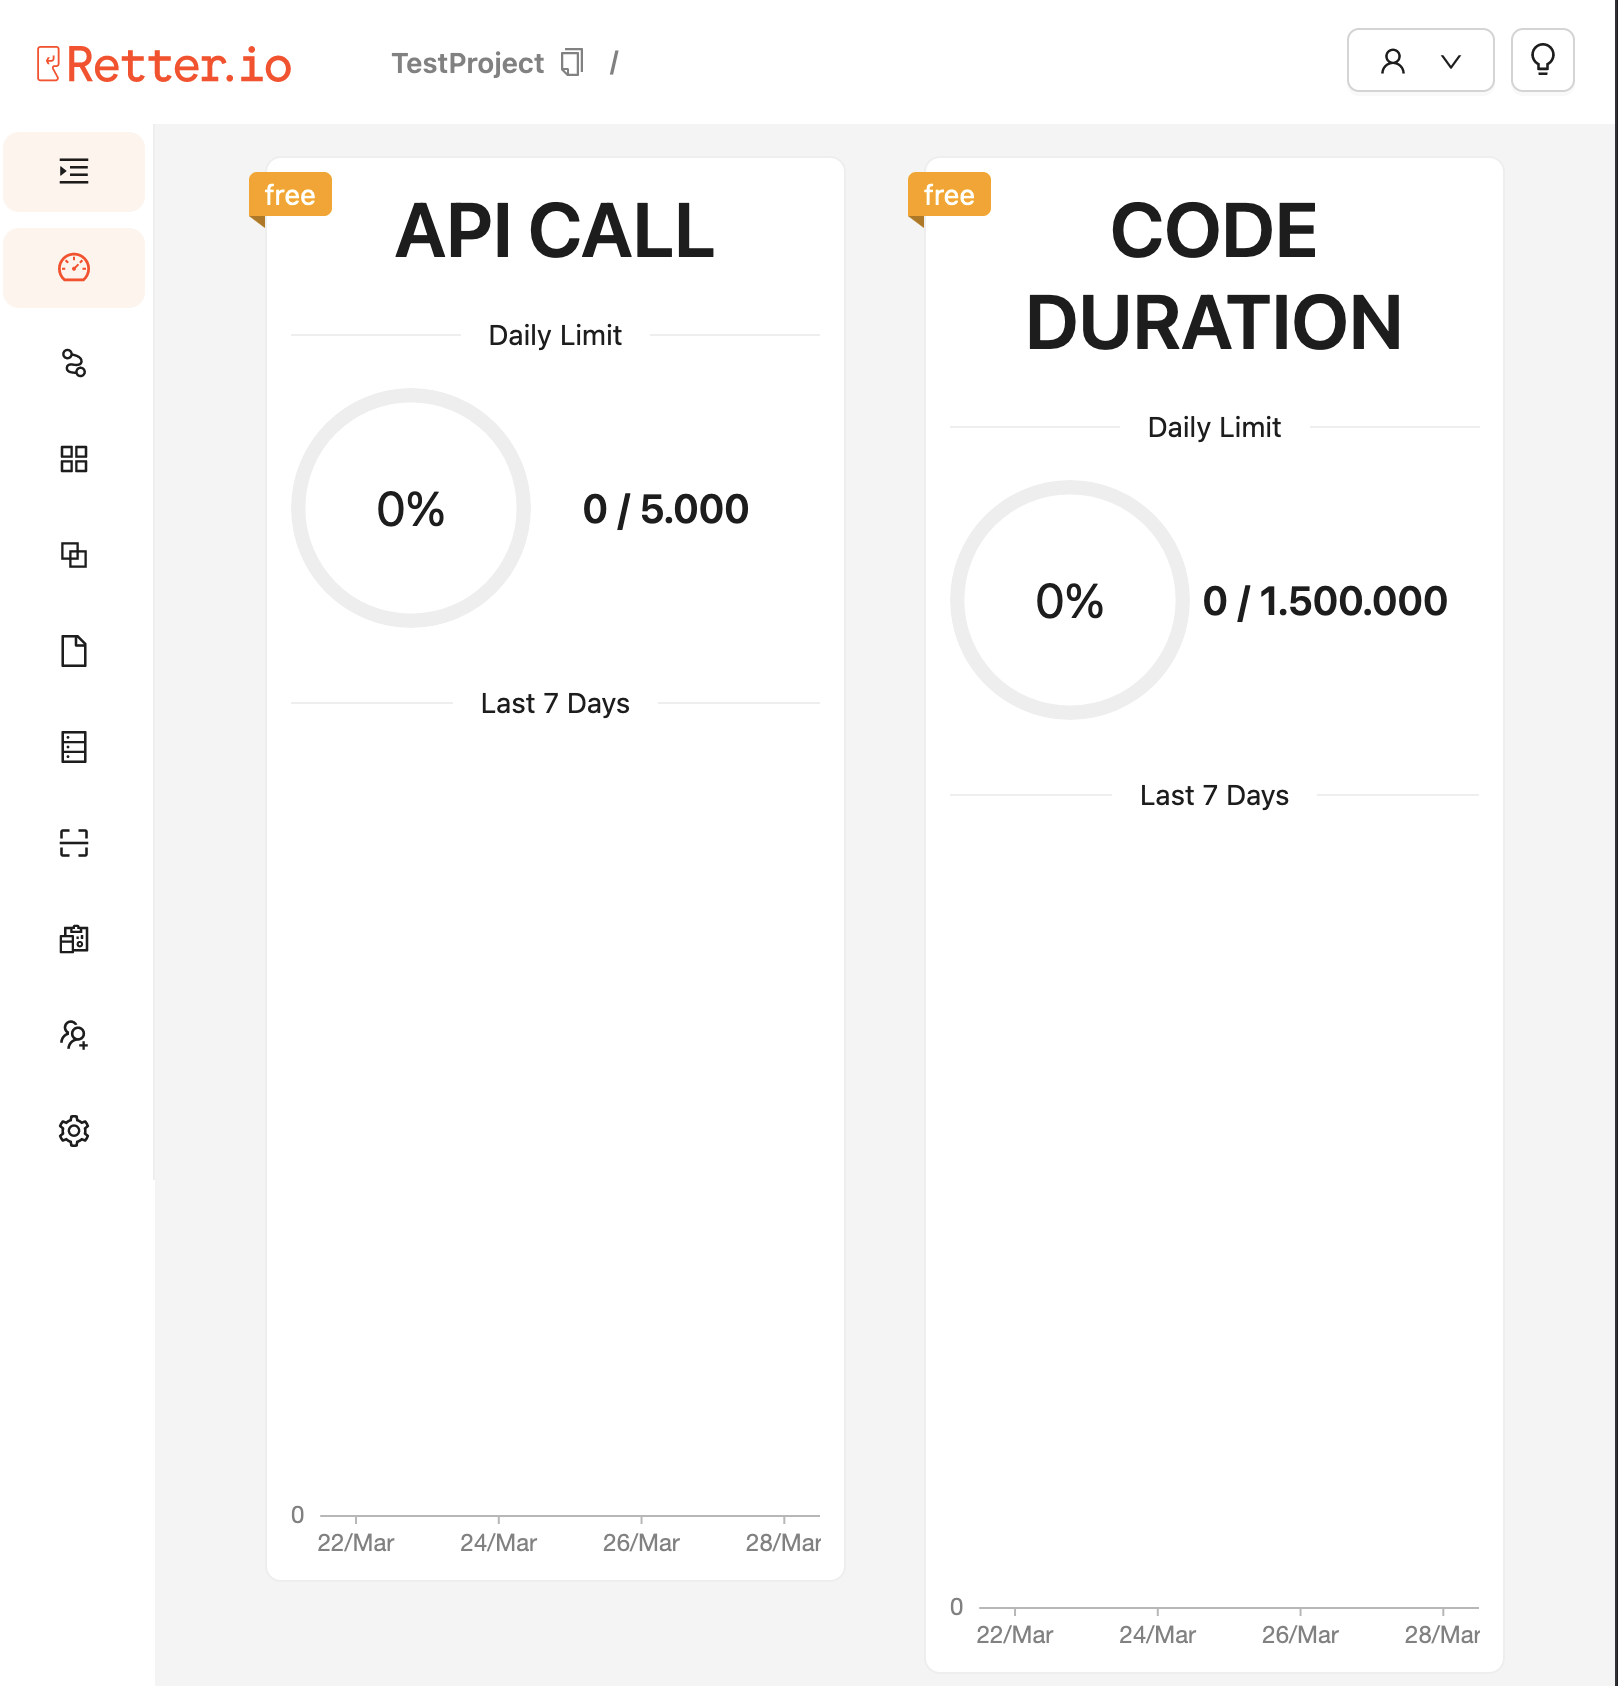 Retter.io
TestProject /
free
API CALL
Daily Limit
0%
0 / 5.000
Last 7 Days
0
22/Mar 24/Mar 26/Mar 28/Mar
free
CODE
DURATION
Daily Limit
0%
0 / 1.500.000
Last 7 Days
0
22/Mar 24/Mar 26/Mar 28/Mar